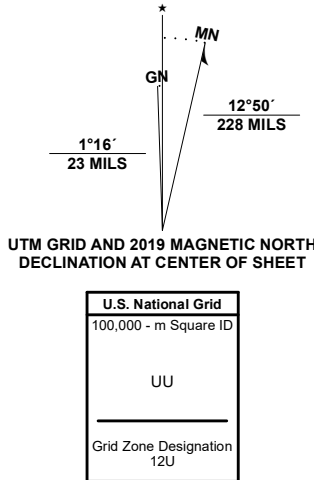 ★
MN
GN
12°50´
228 MILS
1°16´
23 MILS
UTM GRID AND 2019 MAGNETIC NORTH
DECLINATION AT CENTER OF SHEET
U.S. National Grid
100,000 - m Square ID
UU
Grid Zone Designation
12U